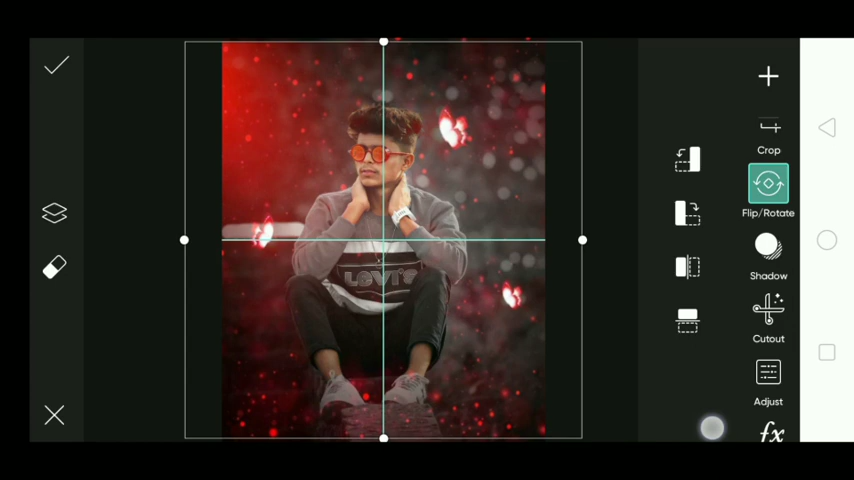 Crop
Flip/Rotate
Shadow
Cutout
Adjust
fx
LEVI'S